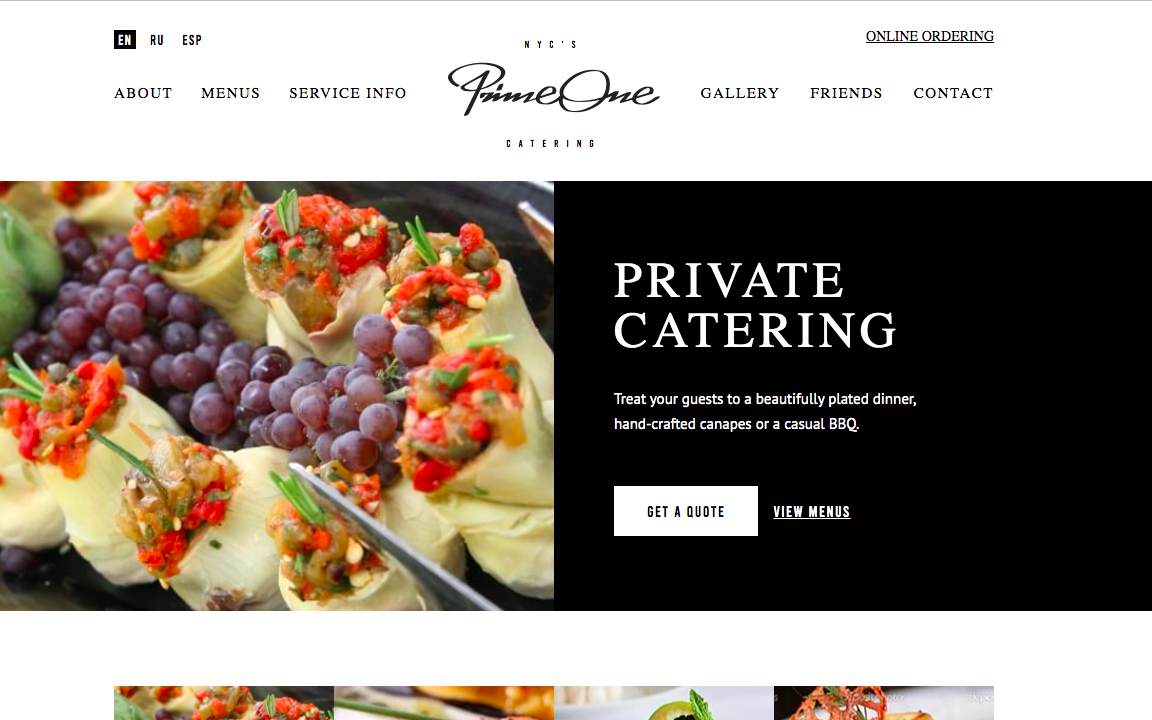 EN RU ESP
NYC'S
ONLINE ORDERING
ABOUT MENUS SERVICE INFO
PrimeOne
GALLERY FRIENDS CONTACT
CATERING
PRIVATE
CATERING
Treat your guests to a beautifully plated dinner,
hand-crafted canapes or a casual BBQ.
GET A QUOTE VIEW MENUS